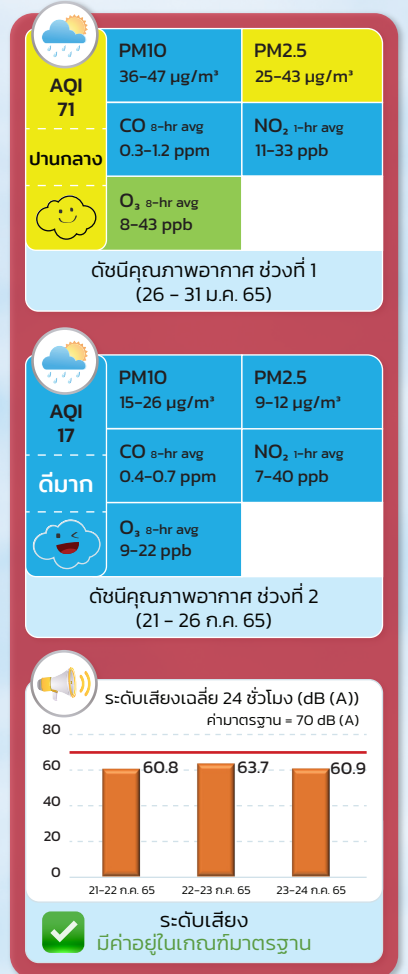 AQI
71
ปานกลาง
PM10
36-47 µg/m³
PM2.5
25-43 µg/m³
CO 8-hr avg
0.3-1.2 ppm
NO₂ 1-hr avg
11-33 ppb
O₃ 8-hr avg
8-43 ppb
ดัชนีคุณภาพอากาศ ช่วงที่ 1
(26 - 31 ม.ค. 65)
AQI
17
ดีมาก
PM10
15-26 µg/m³
PM2.5
9-12 µg/m³
CO 8-hr avg
0.4-0.7 ppm
NO₂ 1-hr avg
7-40 ppb
O₃ 8-hr avg
9-22 ppb
ดัชนีคุณภาพอากาศ ช่วงที่ 2
(21 - 26 ก.ค. 65)
ระดับเสียงเฉลี่ย 24 ชั่วโมง (dB (A))
ค่ามาตรฐาน = 70 dB (A)
80
60
40
20
0
60.8
63.7
60.9
21-22 ก.ค. 65
22-23 ก.ค. 65
23-24 ก.ค. 65
ระดับเสียง
มีค่าอยู่ในเกณฑ์มาตรฐาน